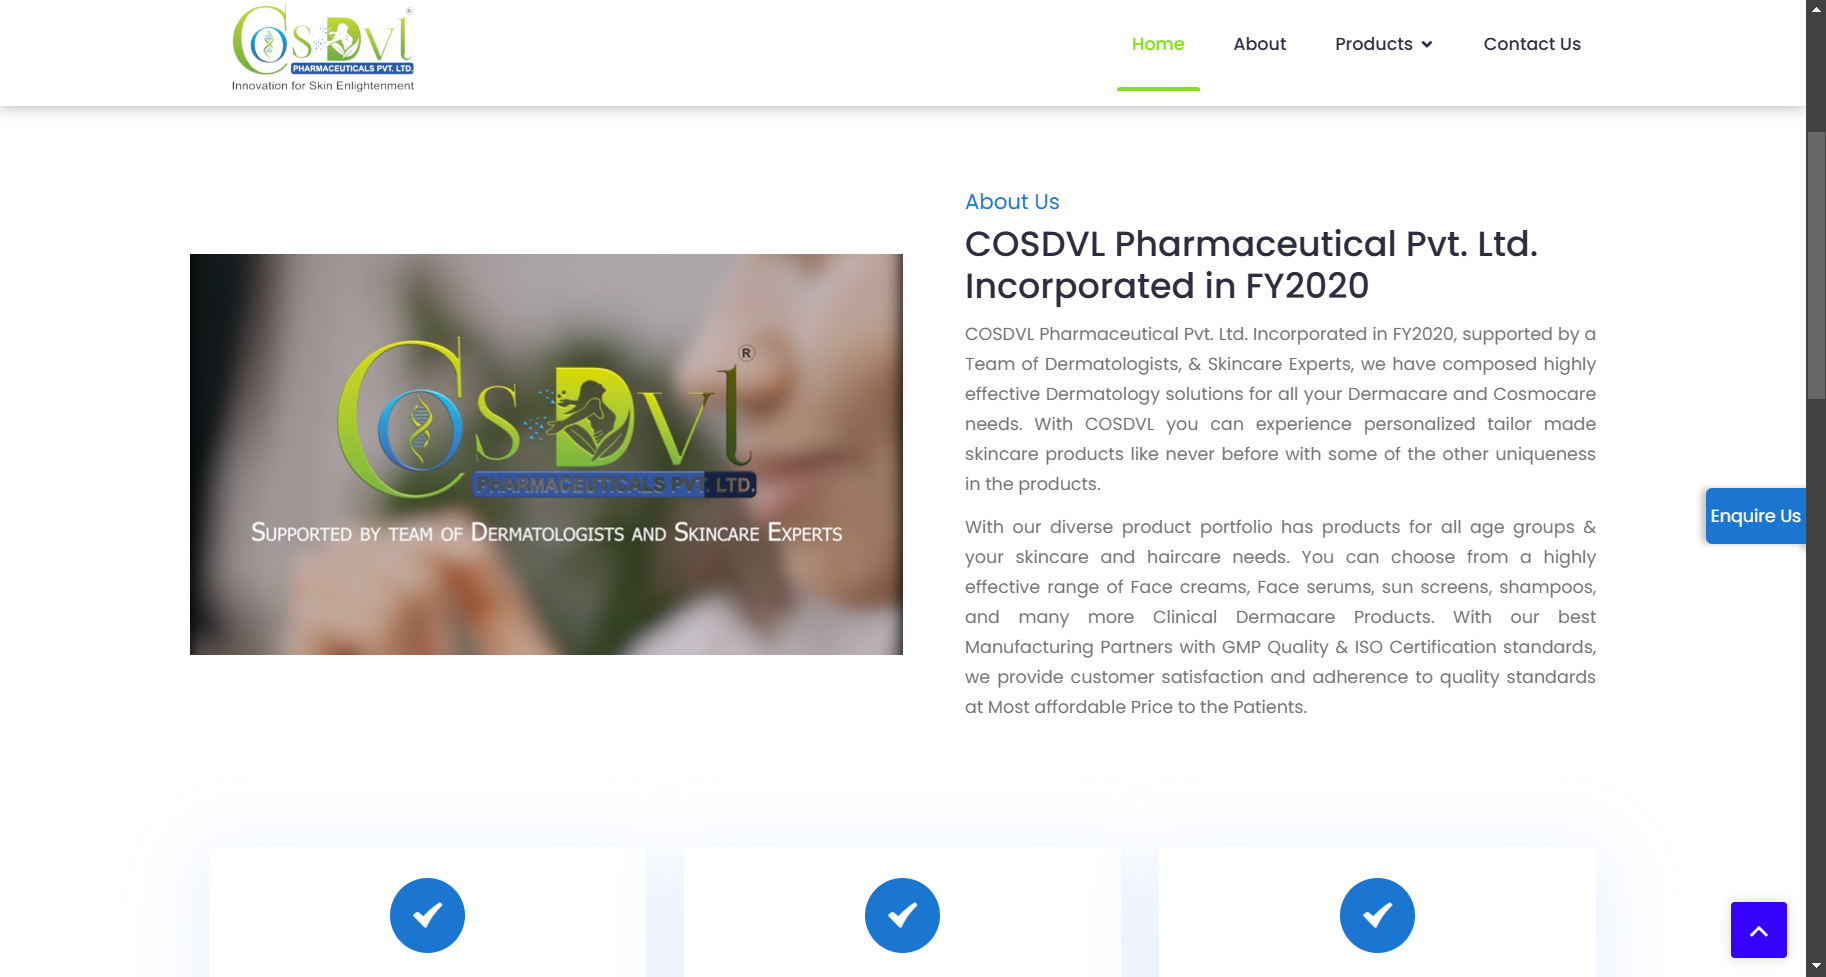 CosDvl
®
PHARMACEUTICALS PVT. LTD.
Innovation for Skin Enlightenment
Home
About
Products
Contact Us
CosDvl
®
PHARMACEUTICALS PVT. LTD.
SUPPORTED BY TEAM OF DERMATOLOGISTS AND SKINCARE EXPERTS
About Us
COSDVL Pharmaceutical Pvt. Ltd.
Incorporated in FY2020
COSDVL Pharmaceutical Pvt. Ltd. Incorporated in FY2020, supported by a
Team of Dermatologists, & Skincare Experts, we have composed highly
effective Dermatology solutions for all your Dermacare and Cosmocare
needs. With COSDVL you can experience personalized tailor made
skincare products like never before with some of the other uniqueness
in the products.
With our diverse product portfolio has products for all age groups &
your skincare and haircare needs. You can choose from a highly
effective range of Face creams, Face serums, sun screens, shampoos,
and many more Clinical Dermacare Products. With our best
Manufacturing Partners with GMP Quality & ISO Certification standards,
we provide customer satisfaction and adherence to quality standards
at Most affordable Price to the Patients.
Enquire Us